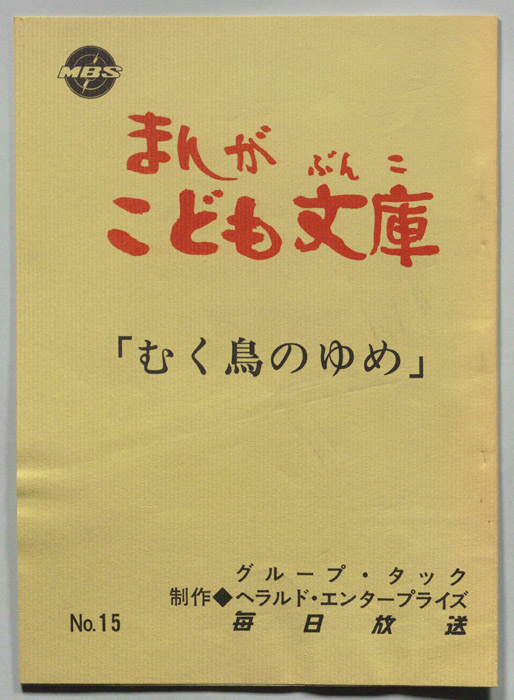 MBS
まんが
ぶんこ
こども文庫
「むく鳥のゆめ」
グループ・タック
制作◆ヘラルド・エンタープライズ
No.15 毎日放送